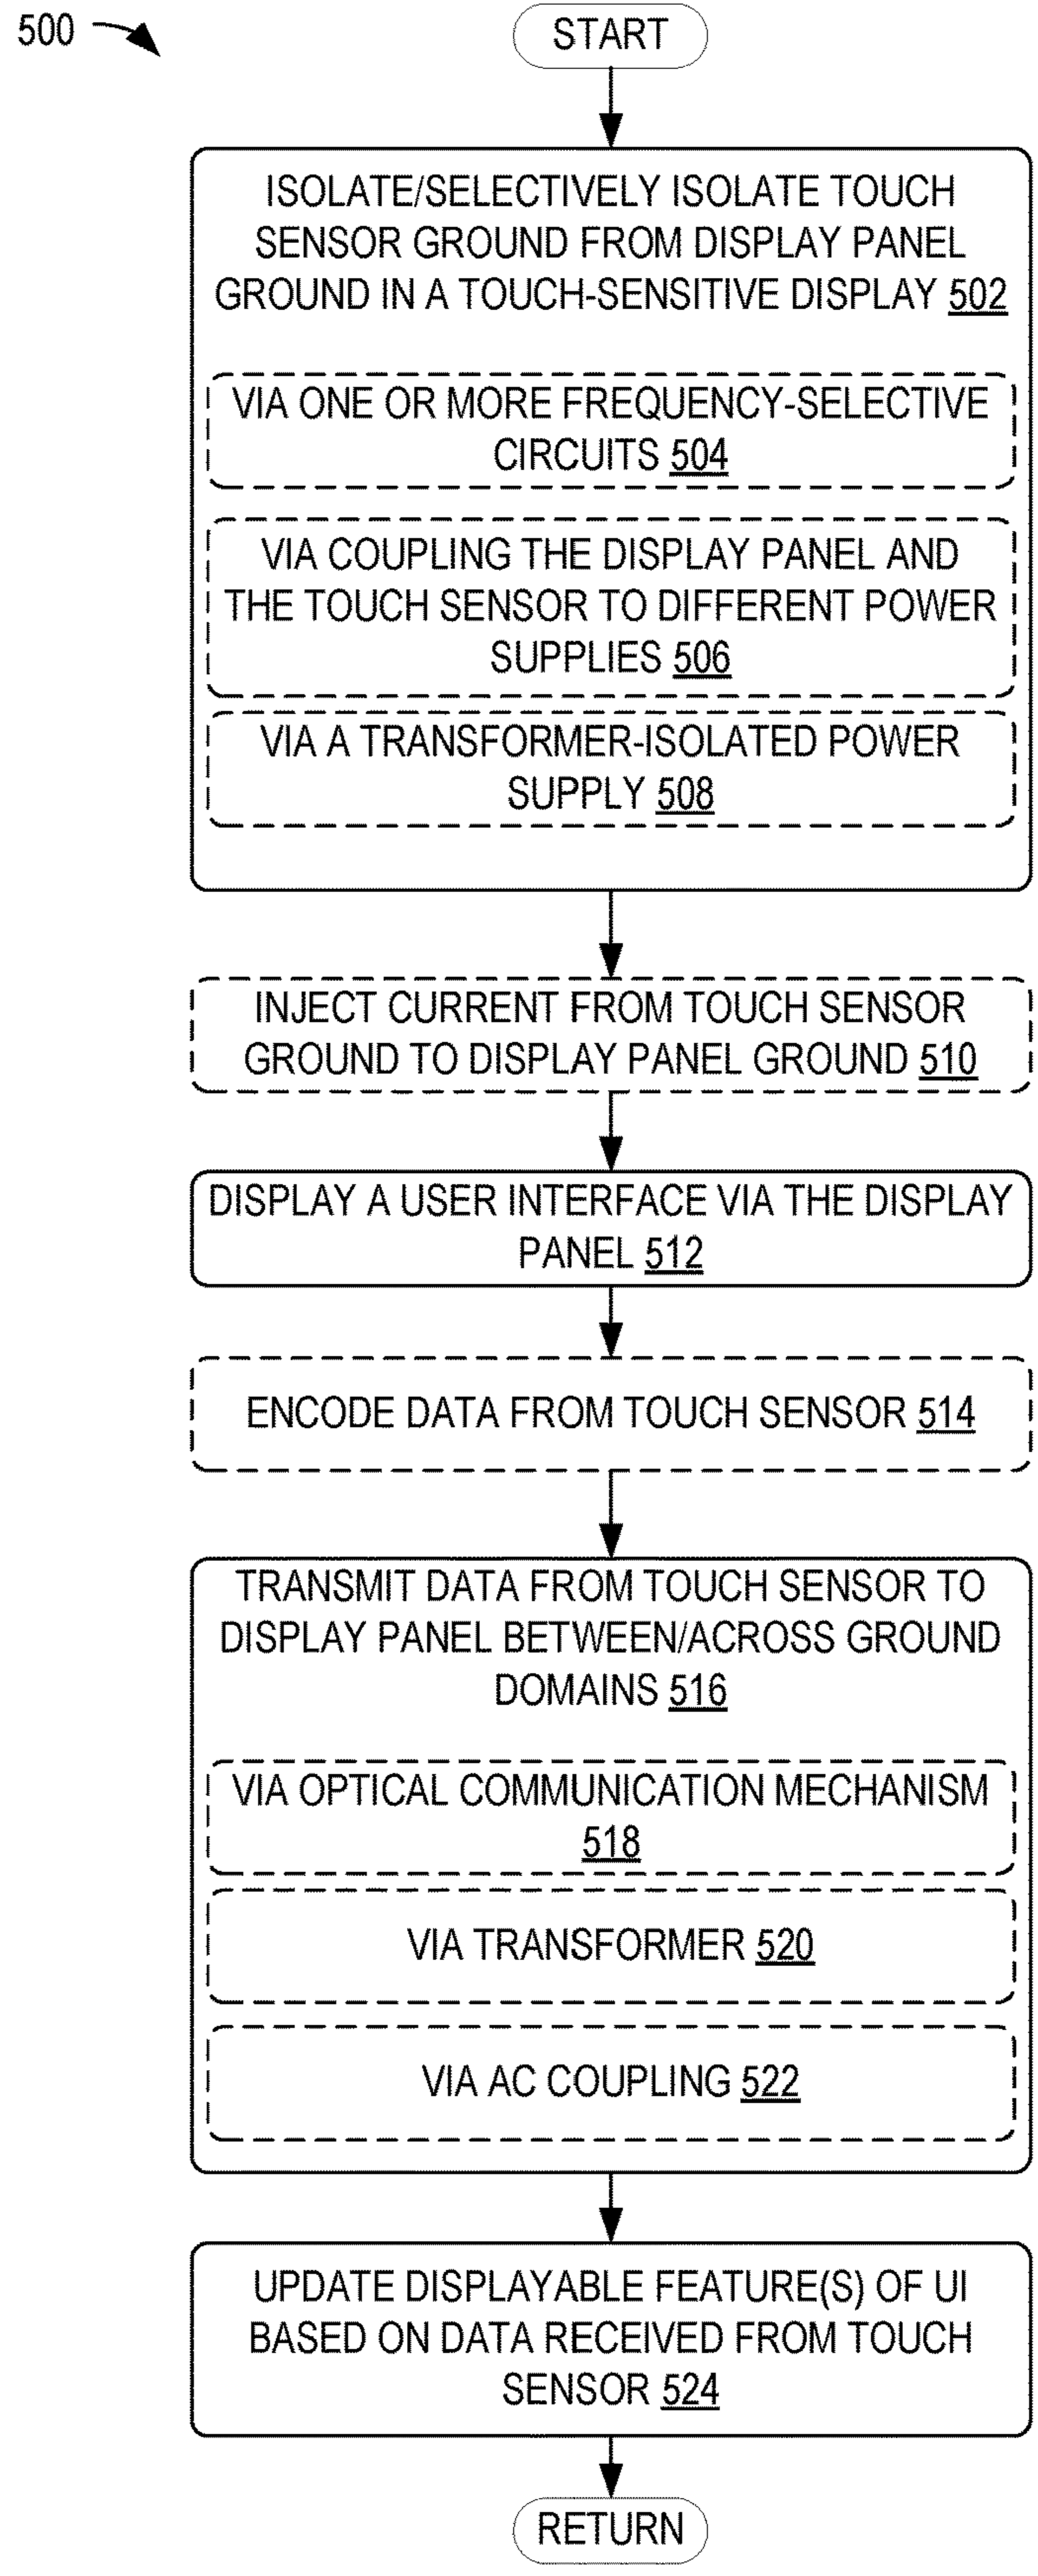 500
START
ISOLATE/SELECTIVELY ISOLATE TOUCH
SENSOR GROUND FROM DISPLAY PANEL
GROUND IN A TOUCH-SENSITIVE DISPLAY 502
VIA ONE OR MORE FREQUENCY-SELECTIVE
CIRCUITS 504
VIA COUPLING THE DISPLAY PANEL AND
THE TOUCH SENSOR TO DIFFERENT POWER
SUPPLIES 506
VIA A TRANSFORMER-ISOLATED POWER
SUPPLY 508
INJECT CURRENT FROM TOUCH SENSOR
GROUND TO DISPLAY PANEL GROUND 510
DISPLAY A USER INTERFACE VIA THE DISPLAY
PANEL 512
ENCODE DATA FROM TOUCH SENSOR 514
TRANSMIT DATA FROM TOUCH SENSOR TO
DISPLAY PANEL BETWEEN/ACROSS GROUND
DOMAINS 516
VIA OPTICAL COMMUNICATION MECHANISM
518
VIA TRANSFORMER 520
VIA AC COUPLING 522
UPDATE DISPLAYABLE FEATURE(S) OF UI
BASED ON DATA RECEIVED FROM TOUCH
SENSOR 524
RETURN